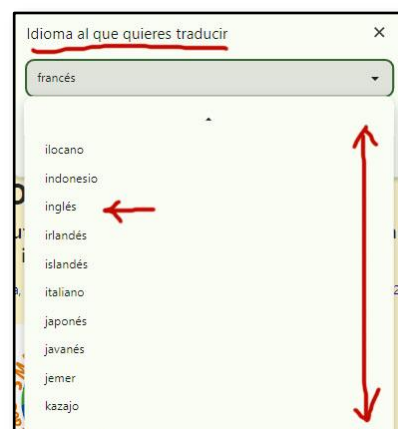 Idioma al que quieres traducir
francés
ilocano
indonesio
inglés
irlandés
islandés
italiano
japonés
javanés
jemer
kazajo